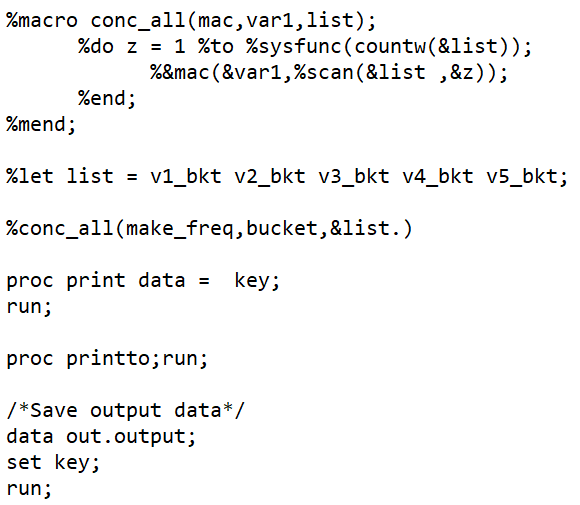 %macro conc_all(mac,var1,list);
%do z = 1 %to %sysfunc(countw(&list));
%&mac(&var1,%scan(&list ,&z));
%end;
%mend;
%let list = v1_bkt v2_bkt v3_bkt v4_bkt v5_bkt;
%conc_all(make_freq,bucket,&list.)
proc print data =  key;
run;
proc printto;run;
/*Save output data*/
data out.output;
set key;
run;